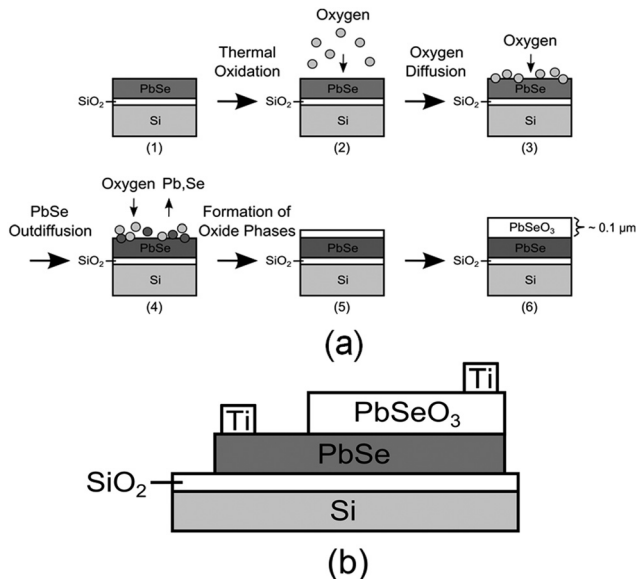 Oxygen
Thermal
Oxidation
Oxygen
Diffusion
Oxygen
PbSe
PbSe
PbSe
SiO₂
SiO₂
SiO₂
Si
Si
Si
(1)
(2)
(3)
PbSe
Outdiffusion
Oxygen Pb,Se
Formation of
Oxide Phases
PbSeO₃
~ 0.1 μm
PbSe
PbSe
PbSe
SiO₂
SiO₂
SiO₂
Si
Si
Si
(4)
(5)
(6)
(a)
Ti
Ti
PbSeO₃
PbSe
SiO₂
Si
(b)